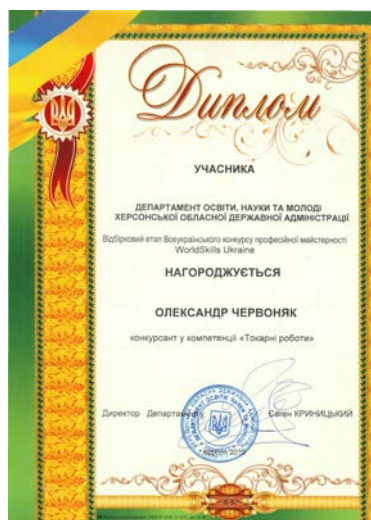 Диплом
УЧАСНИКА
ДЕПАРТАМЕНТ ОСВІТИ, НАУКИ ТА МОЛОДІ
ХЕРСОНСЬКОЇ ОБЛАСНОЇ ДЕРЖАВНОЇ АДМІНІСТРАЦІЇ
Відбірковий етап Всеукраїнського конкурсу професійної майстерності
WorldSkills Ukraine
НАГОРОДЖУЄТЬСЯ
ОЛЕКСАНДР ЧЕРВОНЯК
конкурсант у компетенції «Токарні роботи»
Директор Департаменту Євген КРИНИЦЬКИЙ